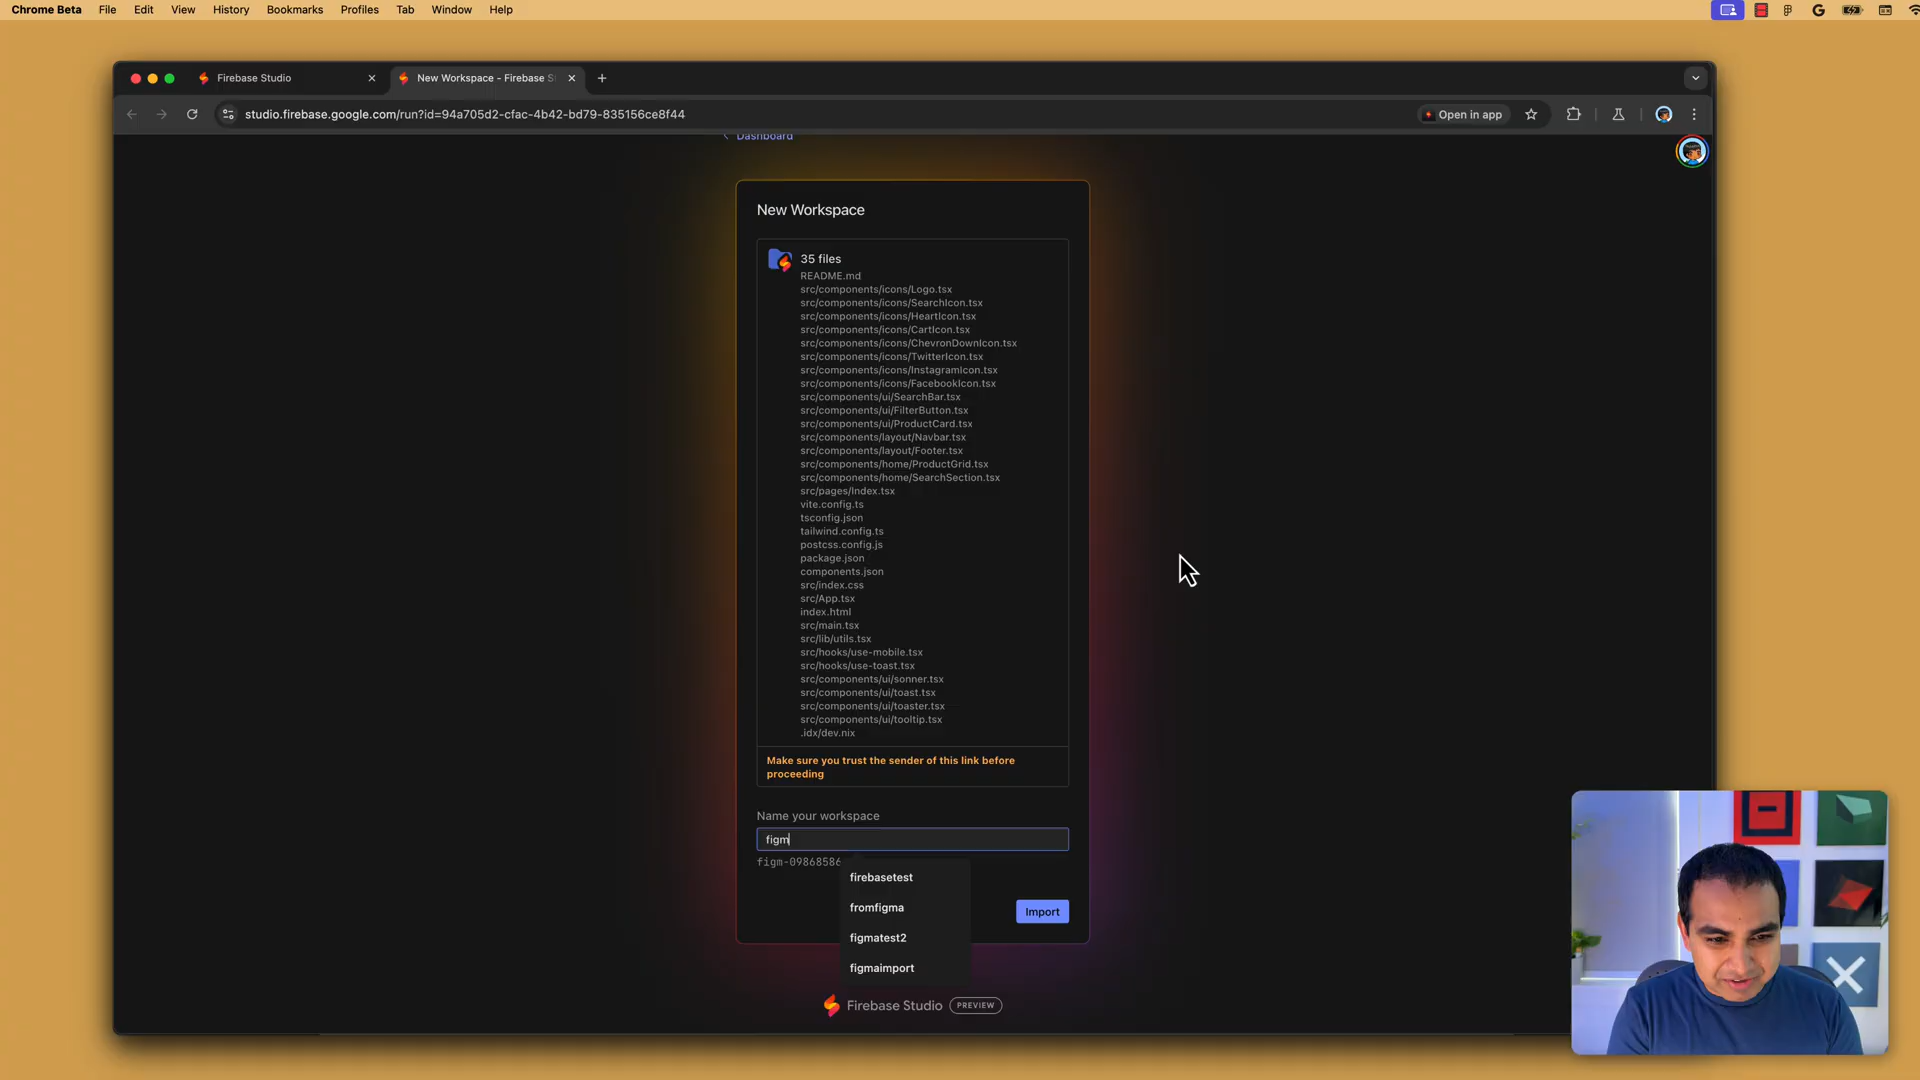 Chrome Beta File Edit View History Bookmarks Profiles Tab Window Help
Firebase Studio
New Workspace - Firebase S
studio.firebase.google.com/run?id=94a705d2-cfac-4b42-bd79-835156ce8f44
Open in app
Dashboard
New Workspace
35 files
README.md
src/components/icons/Logo.tsx
src/components/icons/SearchIcon.tsx
src/components/icons/HeartIcon.tsx
src/components/icons/CartIcon.tsx
src/components/icons/ChevronDownIcon.tsx
src/components/icons/TwitterIcon.tsx
src/components/icons/InstagramIcon.tsx
src/components/icons/FacebookIcon.tsx
src/components/ui/SearchBar.tsx
src/components/ui/FilterButton.tsx
src/components/ui/ProductCard.tsx
src/components/layout/Navbar.tsx
src/components/layout/Footer.tsx
src/components/home/ProductGrid.tsx
src/components/home/SearchSection.tsx
src/pages/Index.tsx
vite.config.ts
tsconfig.json
tailwind.config.ts
postcss.config.js
package.json
components.json
src/index.css
src/App.tsx
index.html
src/main.tsx
src/lib/utils.tsx
src/hooks/use-mobile.tsx
src/hooks/use-toast.tsx
src/components/ui/sonner.tsx
src/components/ui/toast.tsx
src/components/ui/toaster.tsx
src/components/ui/tooltip.tsx
.idx/dev.nix
Make sure you trust the sender of this link before
proceeding
Name your workspace
figm
figm-09868586
firebasetest
fromfigma
figmatest2
figmaimport
Import
Firebase Studio PREVIEW